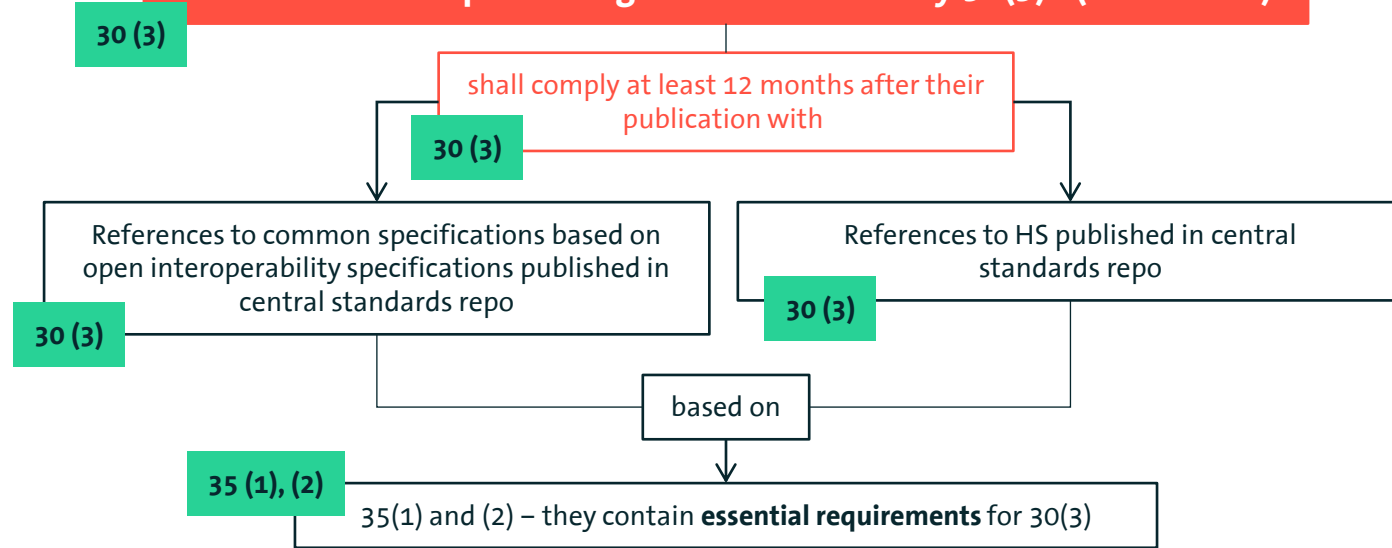 30 (3)
shall comply at least 12 months after their
publication with
30 (3)
References to common specifications based on
open interoperability specifications published in
central standards repo
30 (3)
References to HS published in central
standards repo
30 (3)
based on
35 (1), (2)
35(1) and (2) – they contain essential requirements for 30(3)